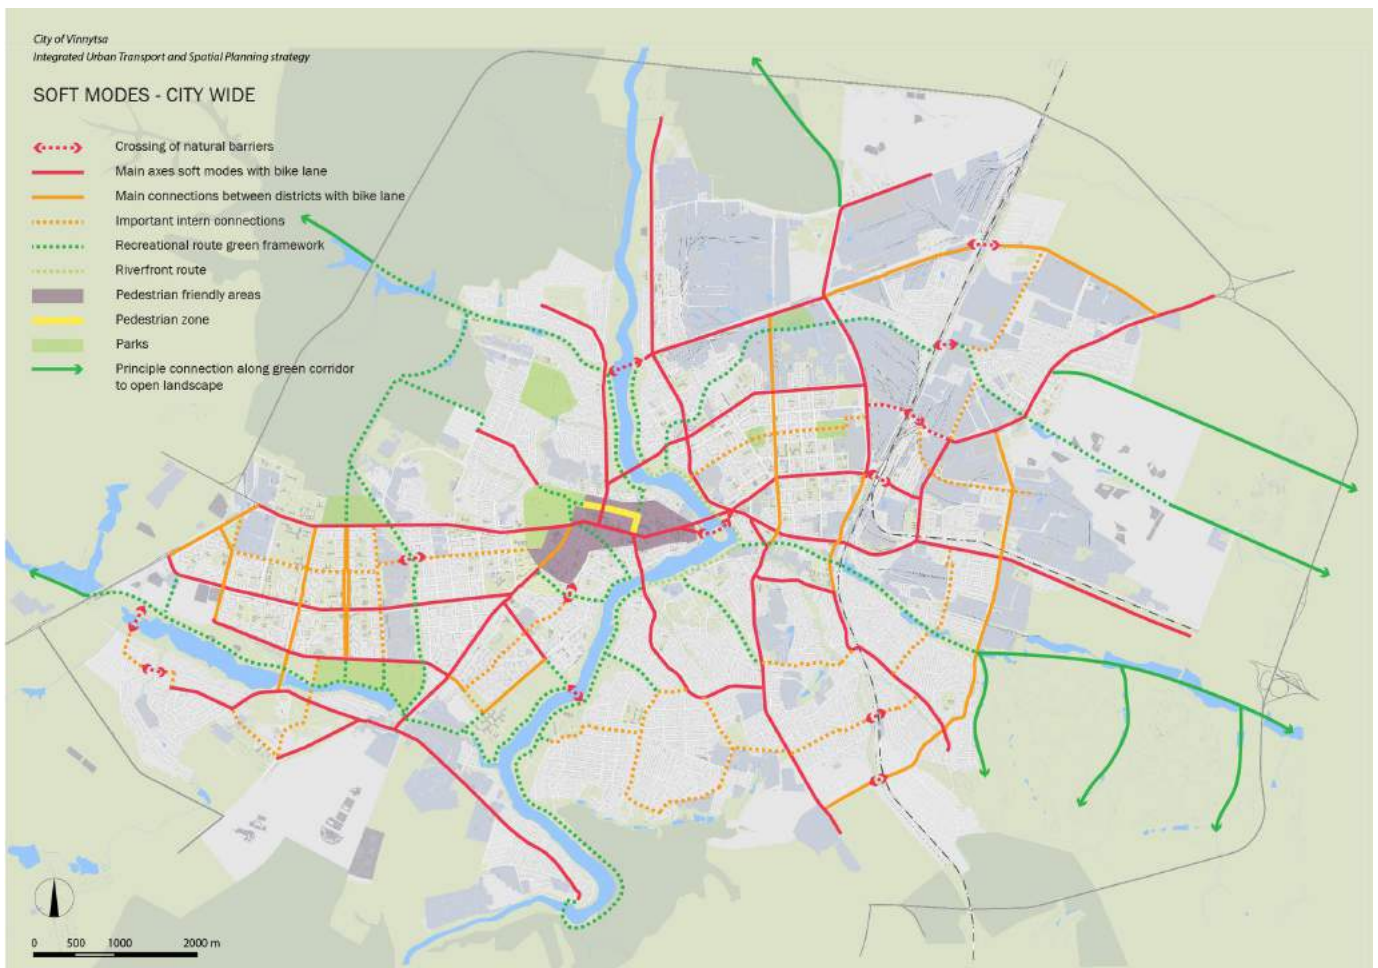 City of Vinnytsa
Integrated Urban Transport and Spatial Planning strategy
SOFT MODES - CITY WIDE
Crossing of natural barriers
Main axes soft modes with bike lane
Main connections between districts with bike lane
Important intern connections
Recreational route green framework
Riverfront route
Pedestrian friendly areas
Pedestrian zone
Parks
Principle connection along green corridor
to open landscape
0 500 1000 2000 m